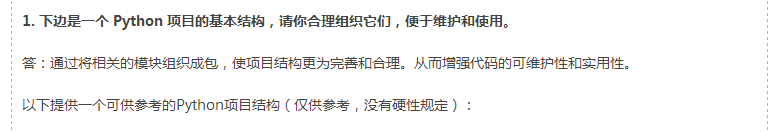 1. 下边是一个 Python 项目的基本结构，请你合理组织它们，便于维护和使用。
答：通过将相关的模块组织成包，使项目结构更为完善和合理。从而增强代码的可维护性和实用性。
以下提供一个可供参考的Python项目结构（仅供参考，没有硬性规定）：